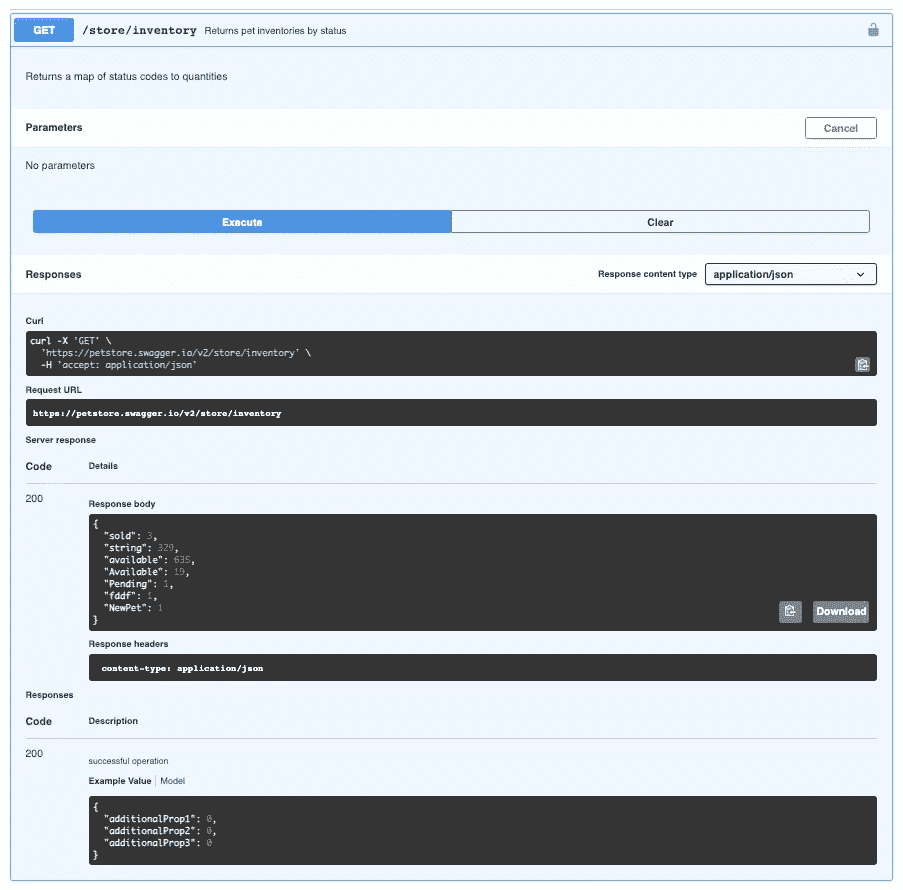 GET /store/inventory Returns pet inventories by status
Returns a map of status codes to quantities
Parameters Cancel
No parameters
Execute Clear
Responses Response content type application/json
Curl
curl -X 'GET' \
'https://petstore.swagger.io/v2/store/inventory' \
-H 'accept: application/json'
Request URL
https://petstore.swagger.io/v2/store/inventory
Server response
Code Details
200
Response body
{
"sold": 3,
"string": 329,
"available": 635,
"Available": 19,
"Pending": 1,
"fddf": 1,
"NewPet": 1
}
Download
Response headers
content-type: application/json
Responses
Code Description
200
successful operation
Example Value Model
{
"additionalProp1": 0,
"additionalProp2": 0,
"additionalProp3": 0
}